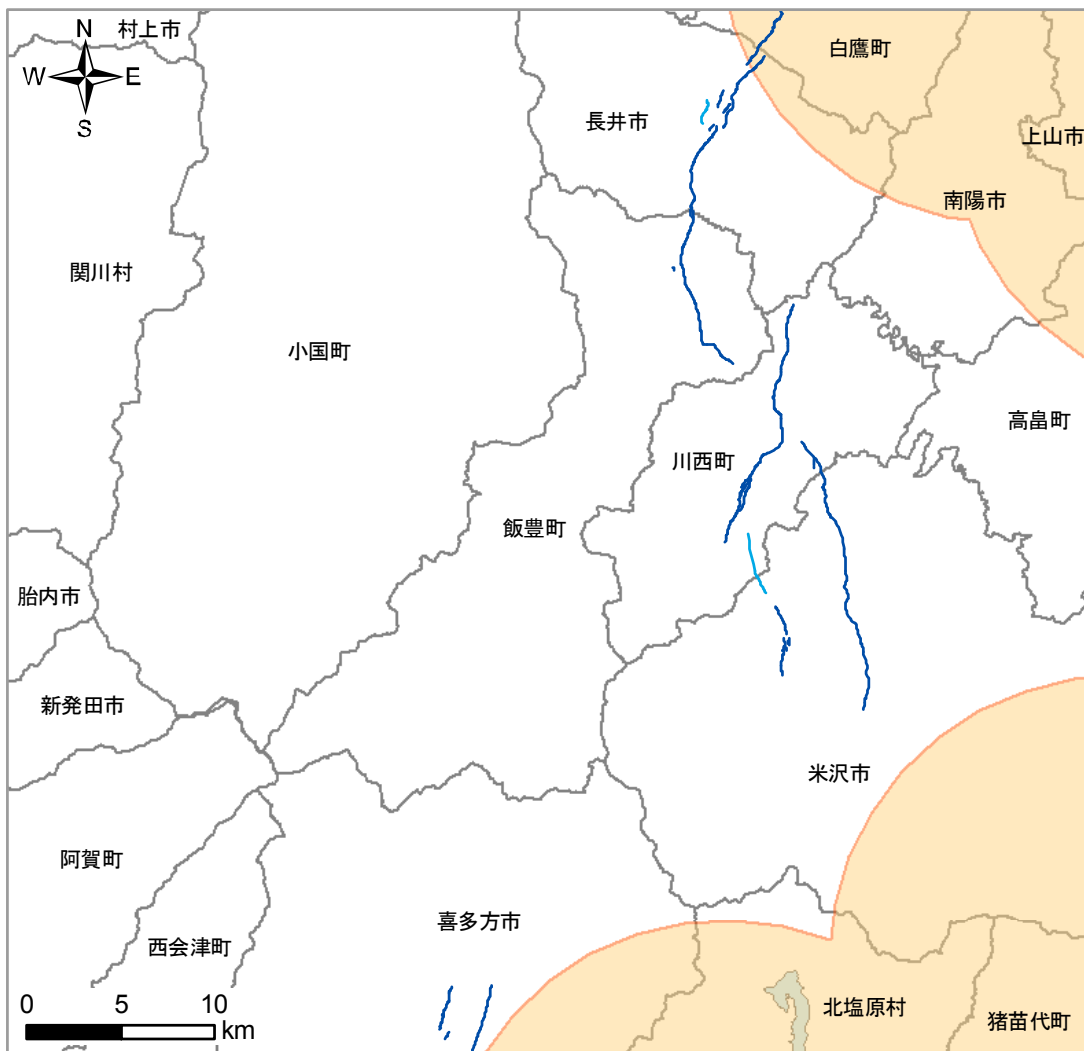 村上市
N
W
E
S
白鷹町
長井市
上山市
南陽市
関川村
小国町
高畠町
川西町
飯豊町
胎内市
新発田市
米沢市
阿賀町
喜多方市
西会津町
0 5 10
km
北塩原村
猪苗代町